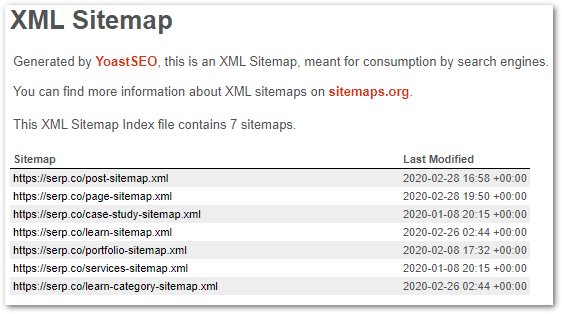 XML Sitemap
Generated by YoastSEO, this is an XML Sitemap, meant for consumption by search engines.
You can find more information about XML sitemaps on sitemaps.org.
This XML Sitemap Index file contains 7 sitemaps.
Sitemap Last Modified
https://serp.co/post-sitemap.xml 2020-02-28 16:58 +00:00
https://serp.co/page-sitemap.xml 2020-02-28 19:50 +00:00
https://serp.co/case-study-sitemap.xml 2020-01-08 20:15 +00:00
https://serp.co/learn-sitemap.xml 2020-02-26 02:44 +00:00
https://serp.co/portfolio-sitemap.xml 2020-02-08 17:32 +00:00
https://serp.co/services-sitemap.xml 2020-01-08 20:15 +00:00
https://serp.co/learn-category-sitemap.xml 2020-02-26 02:44 +00:00